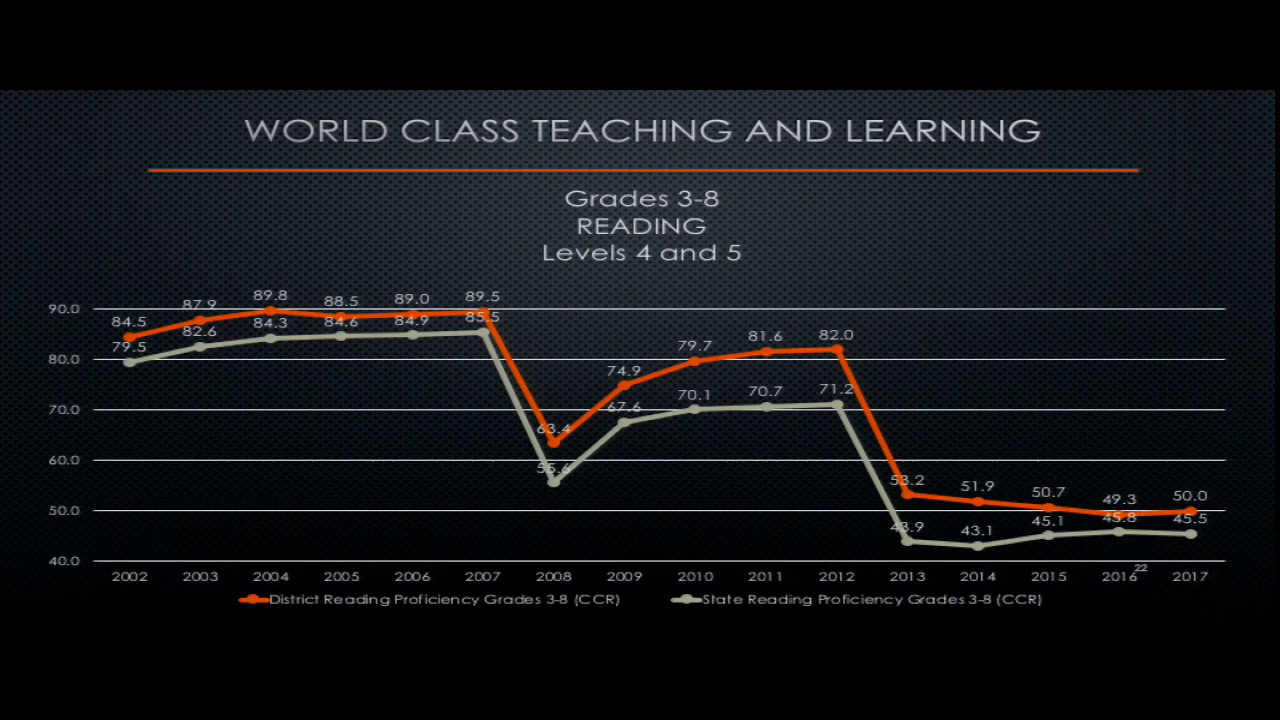 WORLD CLASS TEACHING AND LEARNING
Grades 3-8
READING
Levels 4 and 5
90.0
80.0
70.0
60.0
50.0
40.0
84.5 87.9 89.8 88.5 89.0 89.5 63.4 74.9 79.7 81.6 82.0 53.2 51.9 50.7 49.3 50.0
79.5 82.6 84.3 84.6 84.9 85.5 55.6 67.6 70.1 70.7 71.2 43.9 43.1 45.1 45.8 45.5
2002 2003 2004 2005 2006 2007 2008 2009 2010 2011 2012 2013 2014 2015 2016 2017
22
District Reading Proficiency Grades 3-8 (CCR) State Reading Proficiency Grades 3-8 (CCR)